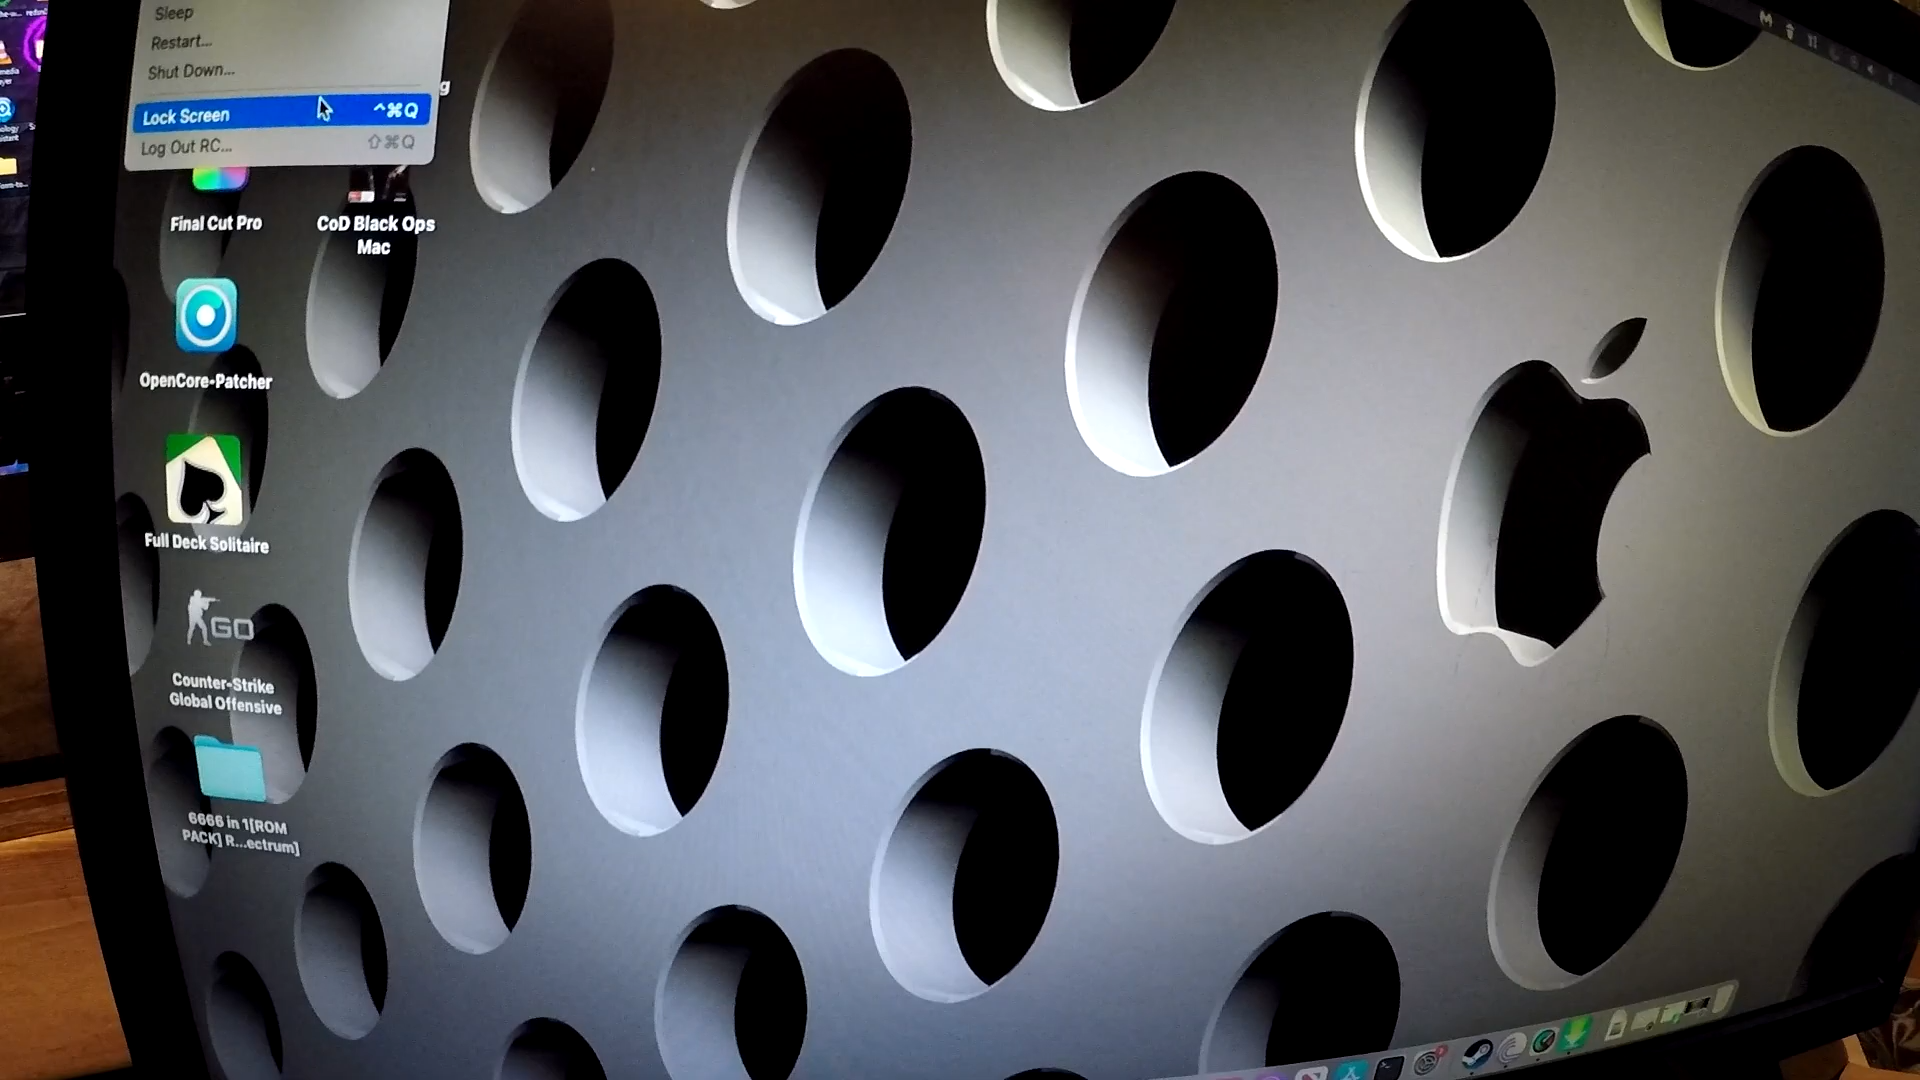 Sleep
Restart...
Shut Down...
Lock Screen ^⌘Q
Log Out RC... ⇧⌘Q
g
Final Cut Pro
CoD Black Ops
Mac
OpenCore-Patcher
Full Deck Solitaire
GO
Counter-Strike
Global Offensive
6666 in 1[ROM
PACK] R...ectrum]